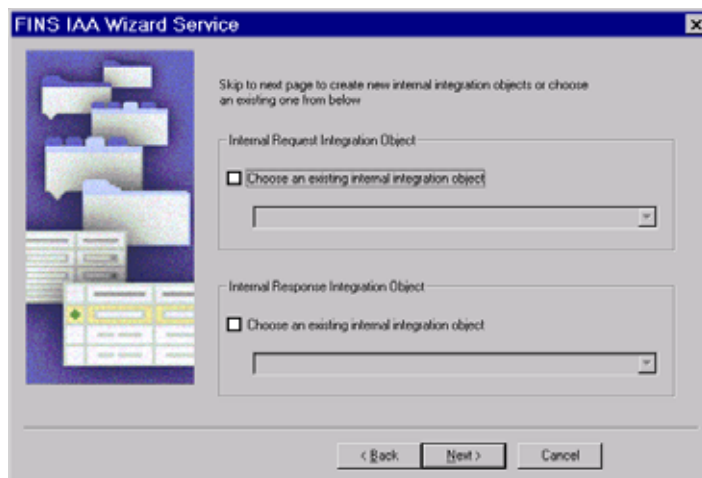 FINS IAA Wizard Service
Skip to next page to create new internal integration objects or choose
an existing one from below
Internal Request Integration Object
Choose an existing internal integration object
Internal Response Integration Object
Choose an existing internal integration object
< Back
Next >
Cancel